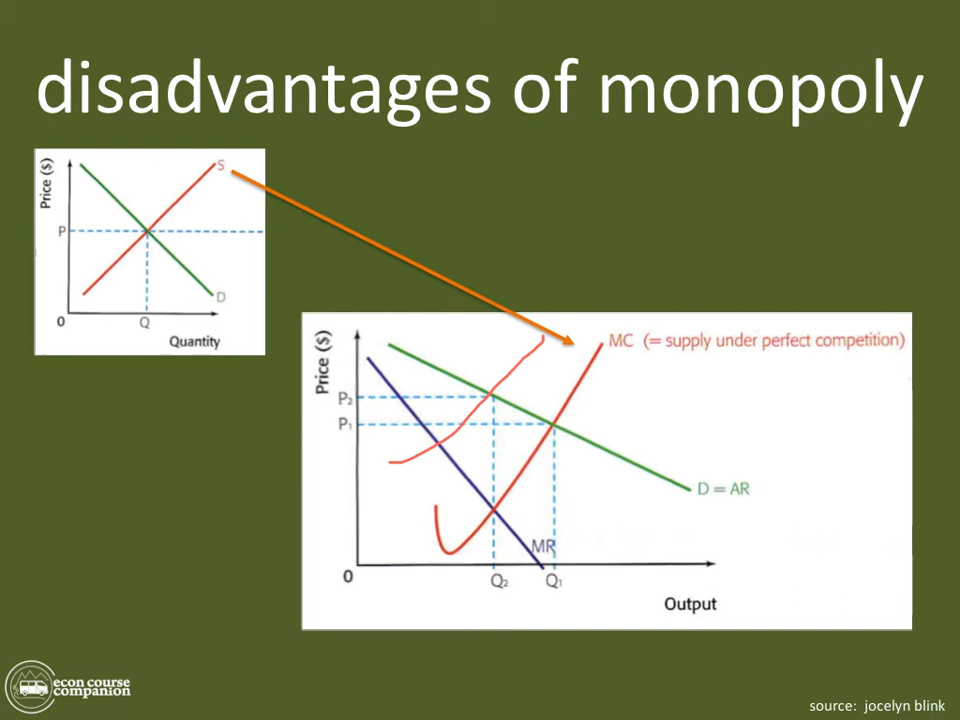 disadvantages of monopoly
Price ($)
S
P
D
0
Q
Quantity
Price ($)
MC (= supply under perfect competition)
P2
P1
D = AR
MR
0
Q2
Q1
Output
econ course
companion
source: jocelyn blink